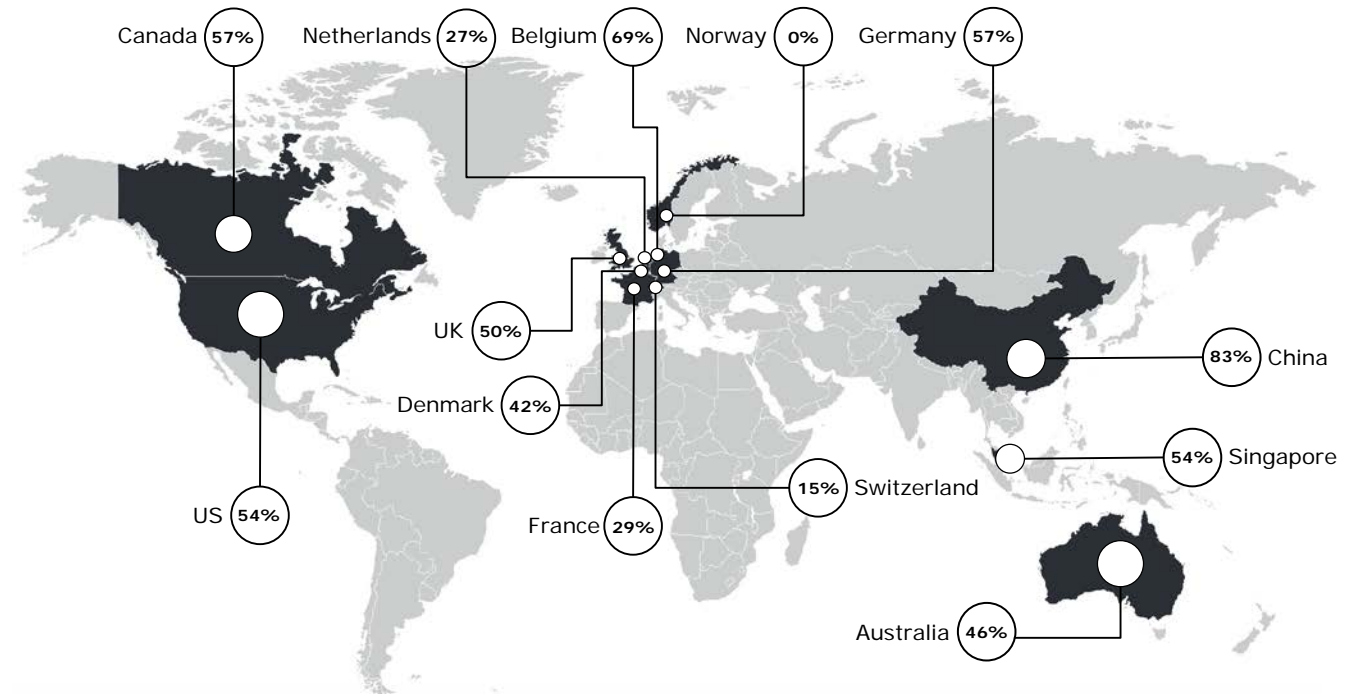 Canada 57%
Netherlands 27%
Belgium 69%
Norway 0%
Germany 57%
UK 50%
83% China
Denmark 42%
54% Singapore
15% Switzerland
US 54%
France 29%
Australia 46%